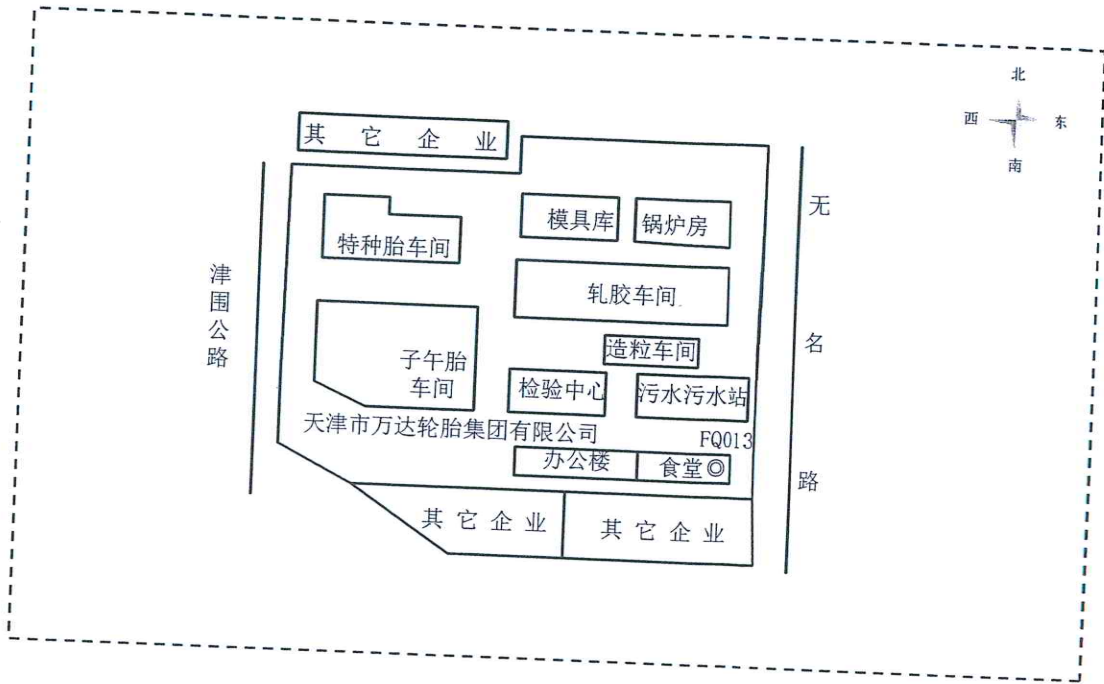 北
西
东
南
其它企业
无名路
模具库
锅炉房
特种胎车间
津围公路
轧胶车间
造粒车间
子午胎
车间
检验中心
污水污水站
天津市万达轮胎集团有限公司
FQ013
办公楼
食堂◎
其它企业
其它企业